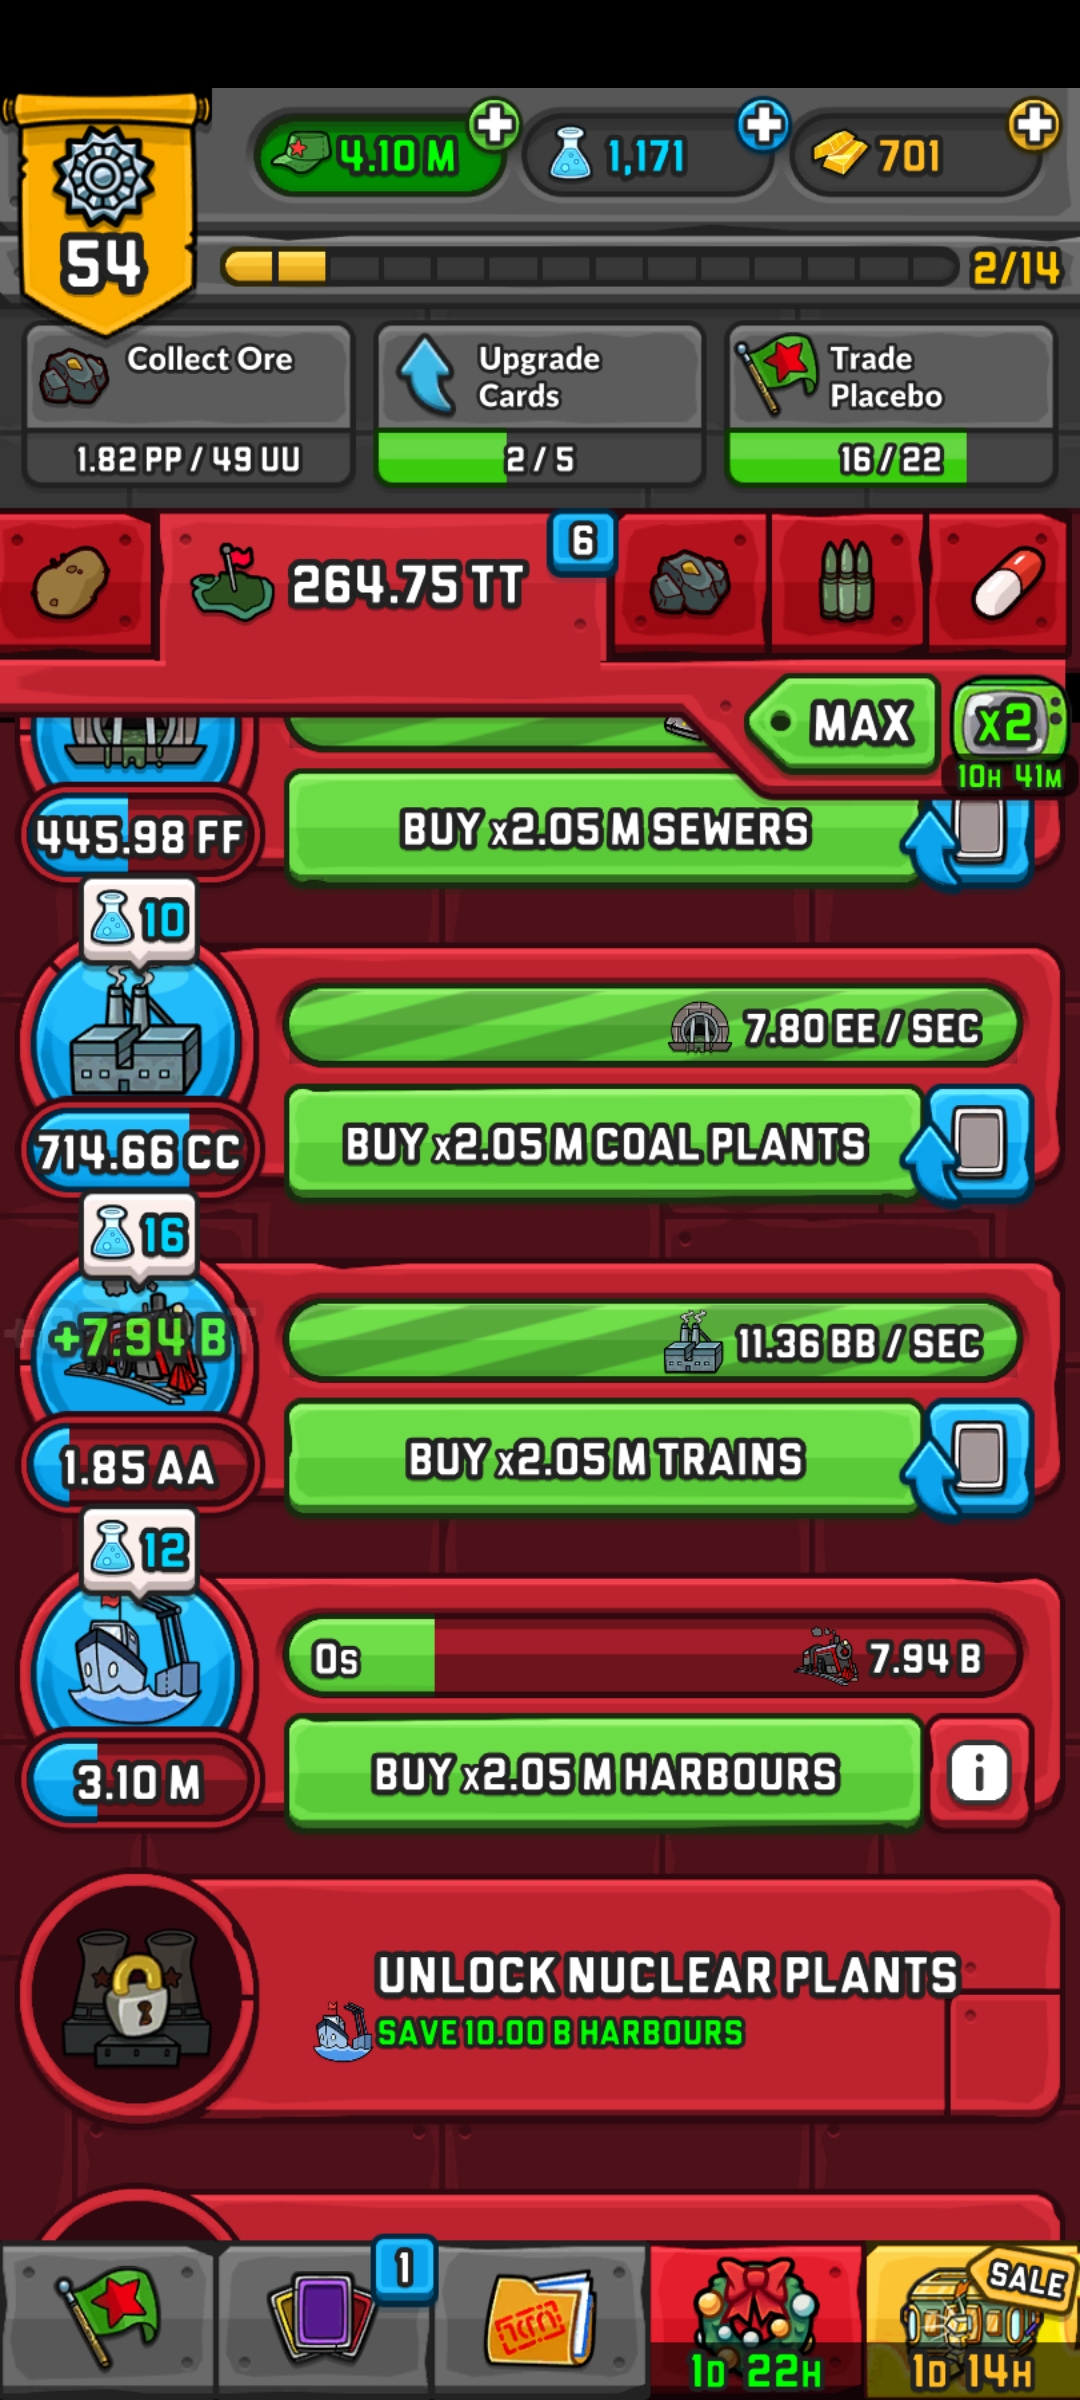 4.10 M
1,171
701
54
2/14
Collect Ore
1.82 PP / 49 UU
Upgrade
Cards
2 / 5
Trade
Placebo
16 / 22
264.75 TT
6
MAX
x2
10H 41M
445.98 FF
BUY x2.05 M SEWERS
10
7.80 EE / SEC
714.66 CC
BUY x2.05 M COAL PLANTS
16
+7.94 B
11.36 BB / SEC
1.85 AA
BUY x2.05 M TRAINS
12
0s
7.94 B
3.10 M
BUY x2.05 M HARBOURS
i
UNLOCK NUCLEAR PLANTS
SAVE 10.00 B HARBOURS
1
1D 22H
SALE
1D 14H